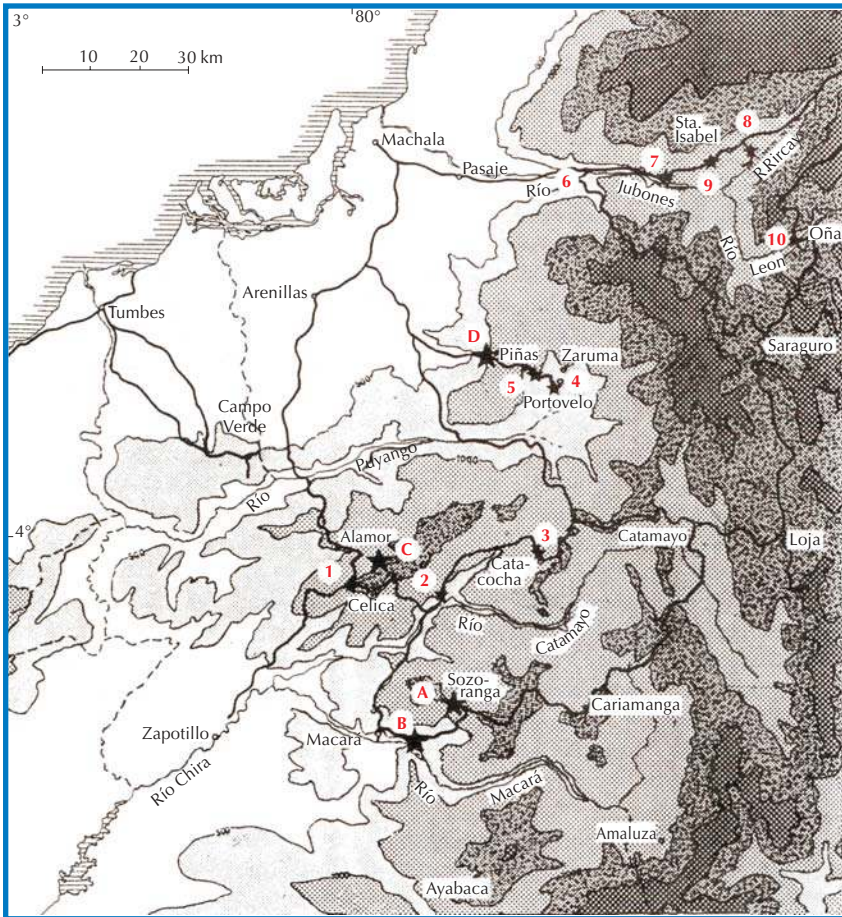 3°
80°
10 20 30 km
Machala
Sta.
Isabel
8
7
R.Rircay
Pasaje
6
Río
Jubones
9
10
Oña
Río
Leon
Arenillas
Tumbes
D
Piñas
Zaruma
Saraguro
5
4
Portovelo
Campo
Verde
Puyango
1000
Río
4°
Alamor
C
3
Catamayo
Loja
1
2
Cata-
cocha
Celica
Río
Catamayo
A
Sozo-
ranga
Cariamanga
B
Zapotillo
Macará
Río Chira
Río
Macará
Amaluza
Ayabaca